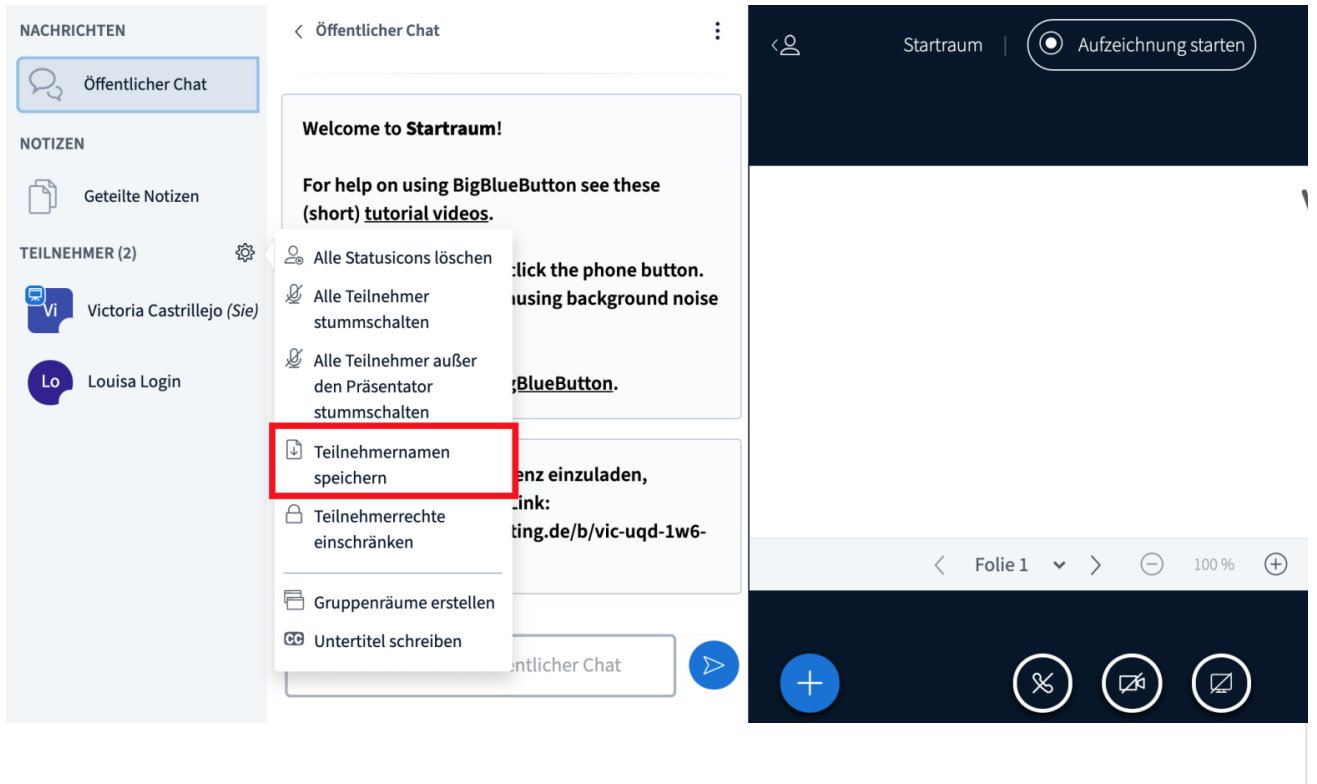 NACHRICHTEN
Öffentlicher Chat
NOTIZEN
Geteilte Notizen
TEILNEHMER (2)
Vi
Victoria Castrillejo (Sie)
Lo
Louisa Login
Öffentlicher Chat
Welcome to Startraum!
For help on using BigBlueButton see these
(short) tutorial videos.
click the phone button.
using background noise
gBlueButton.
enz einzuladen,
Link:
ting.de/b/vic-uqd-1w6-
entlicher Chat
Alle Statusicons löschen
Alle Teilnehmer
stummschalten
Alle Teilnehmer außer
den Präsentator
stummschalten
Teilnehmernamen
speichern
Teilnehmerrechte
einschränken
Gruppenräume erstellen
CC
Untertitel schreiben
Startraum
Aufzeichnung starten
Folie 1
100 %